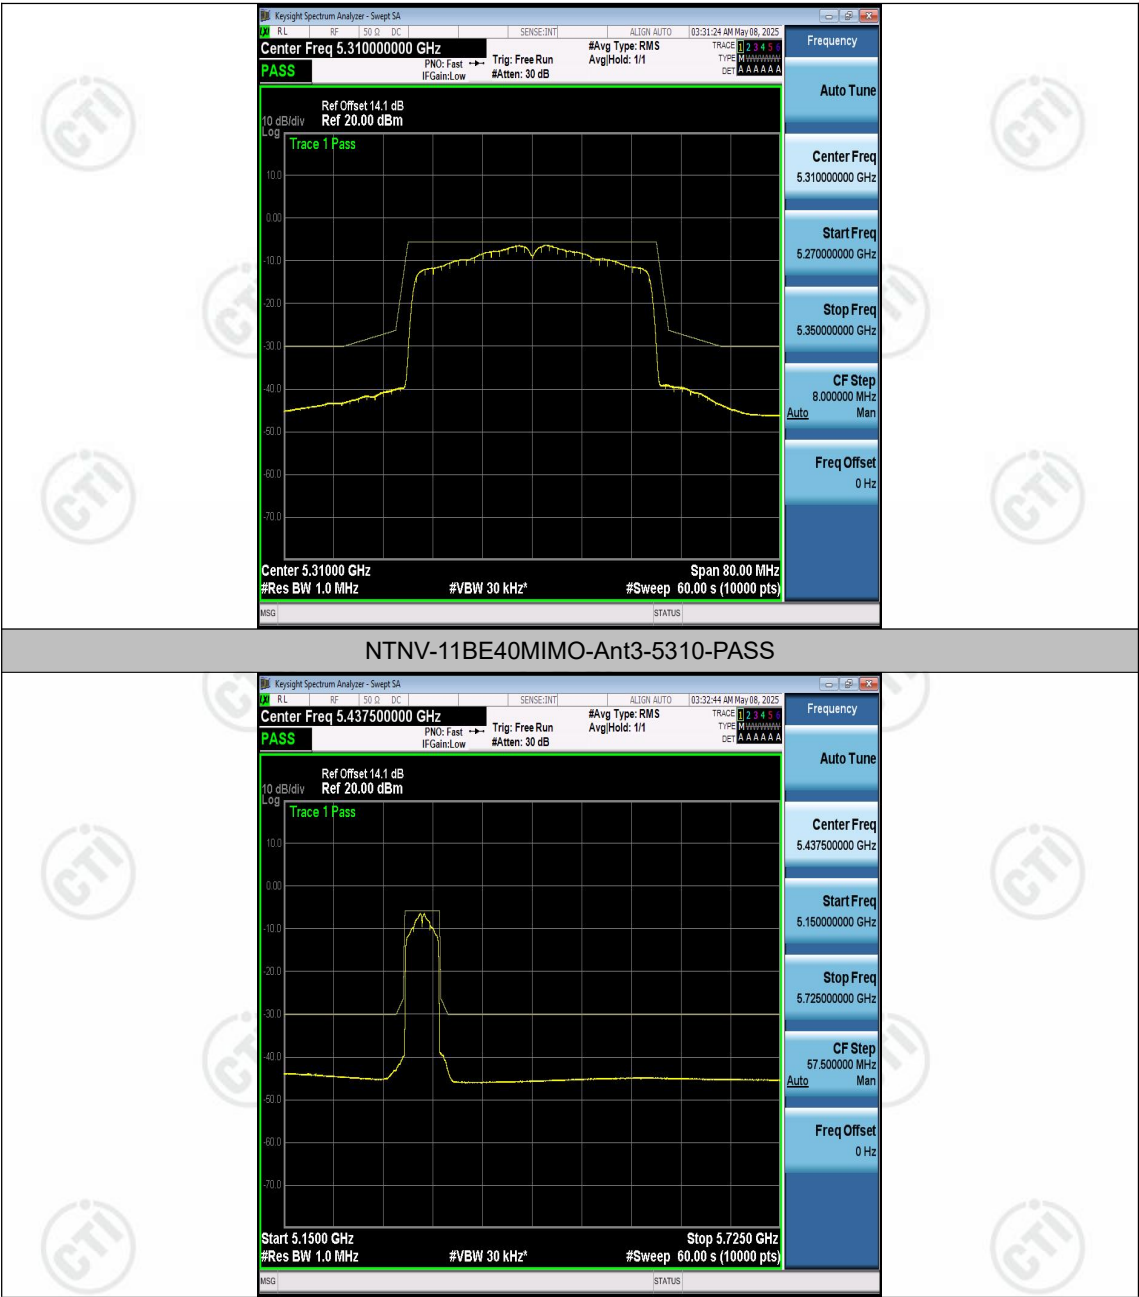 Keysight Spectrum Analyzer - Swept SA
RL RF 50 Ω DC SENSE:INT ALIGN AUTO 03:31:24 AM May 08, 2025
Center Freq 5.310000000 GHz
PASS
PNO: Fast
IFGain:Low
Trig: Free Run
#Atten: 30 dB
#Avg Type: RMS
Avg|Hold: 1/1
TRACE 1 2 3 4 5 6
TYPE M WWWWW
DET A A A A A A
Ref Offset 14.1 dB
10 dB/div Ref 20.00 dBm
Log
Trace 1 Pass
10.0
0.00
-10.0
-20.0
-30.0
-40.0
-50.0
-60.0
-70.0
Center 5.31000 GHz Span 80.00 MHz
#Res BW 1.0 MHz #VBW 30 kHz* #Sweep 60.00 s (10000 pts)
MSG STATUS
Frequency
Auto Tune
Center Freq
5.310000000 GHz
Start Freq
5.270000000 GHz
Stop Freq
5.350000000 GHz
CF Step
8.000000 MHz
Auto Man
Freq Offset
0 Hz
NTNV-11BE40MIMO-Ant3-5310-PASS
Keysight Spectrum Analyzer - Swept SA
RL RF 50 Ω DC SENSE:INT ALIGN AUTO 03:32:44 AM May 08, 2025
Center Freq 5.437500000 GHz
PASS
PNO: Fast
IFGain:Low
Trig: Free Run
#Atten: 30 dB
#Avg Type: RMS
Avg|Hold: 1/1
TRACE 1 2 3 4 5 6
TYPE M WWWWW
DET A A A A A A
Ref Offset 14.1 dB
10 dB/div Ref 20.00 dBm
Log
Trace 1 Pass
10.0
0.00
-10.0
-20.0
-30.0
-40.0
-50.0
-60.0
-70.0
Start 5.1500 GHz Stop 5.7250 GHz
#Res BW 1.0 MHz #VBW 30 kHz* #Sweep 60.00 s (10000 pts)
MSG STATUS
Frequency
Auto Tune
Center Freq
5.437500000 GHz
Start Freq
5.150000000 GHz
Stop Freq
5.725000000 GHz
CF Step
57.500000 MHz
Auto Man
Freq Offset
0 Hz
CTI
CTI
CTI
CTI
CTI
CTI
CTI
CTI